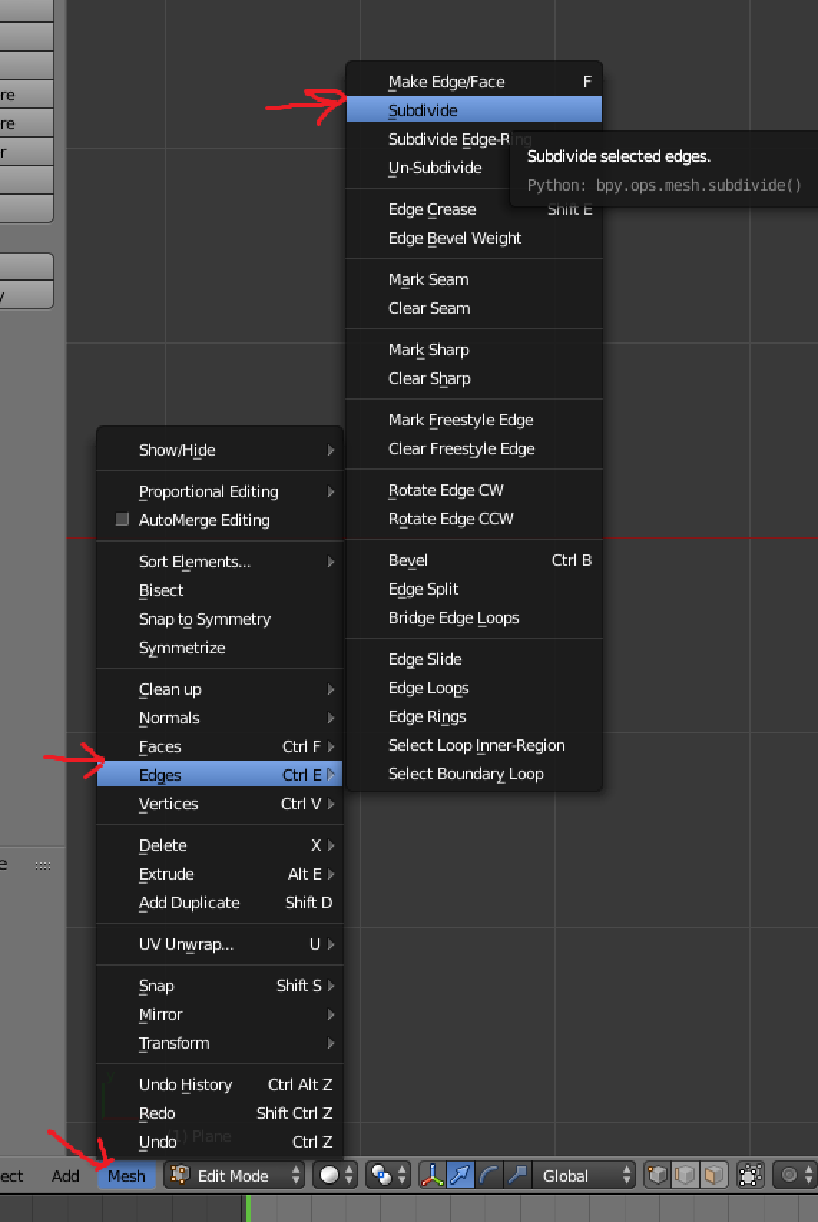 re
re
r
y
e
Make Edge/Face F
Subdivide
Subdivide Edge-Ring
Un-Subdivide
Subdivide selected edges.
Python: bpy.ops.mesh.subdivide()
Edge Crease Shift E
Edge Bevel Weight
Mark Seam
Clear Seam
Mark Sharp
Clear Sharp
Mark Freestyle Edge
Clear Freestyle Edge
Rotate Edge CW
Rotate Edge CCW
Bevel Ctrl B
Edge Split
Bridge Edge Loops
Edge Slide
Edge Loops
Edge Rings
Select Loop Inner-Region
Select Boundary Loop
Show/Hide
Proportional Editing
AutoMerge Editing
Sort Elements...
Bisect
Snap to Symmetry
Symmetrize
Clean up
Normals
Faces Ctrl F
Edges Ctrl E
Vertices Ctrl V
Delete X
Extrude Alt E
Add Duplicate Shift D
UV Unwrap... U
Snap Shift S
Mirror
Transform
Undo History Ctrl Alt Z
Redo Shift Ctrl Z
Undo Ctrl Z
(1) Plane
ect Add Mesh Edit Mode Global